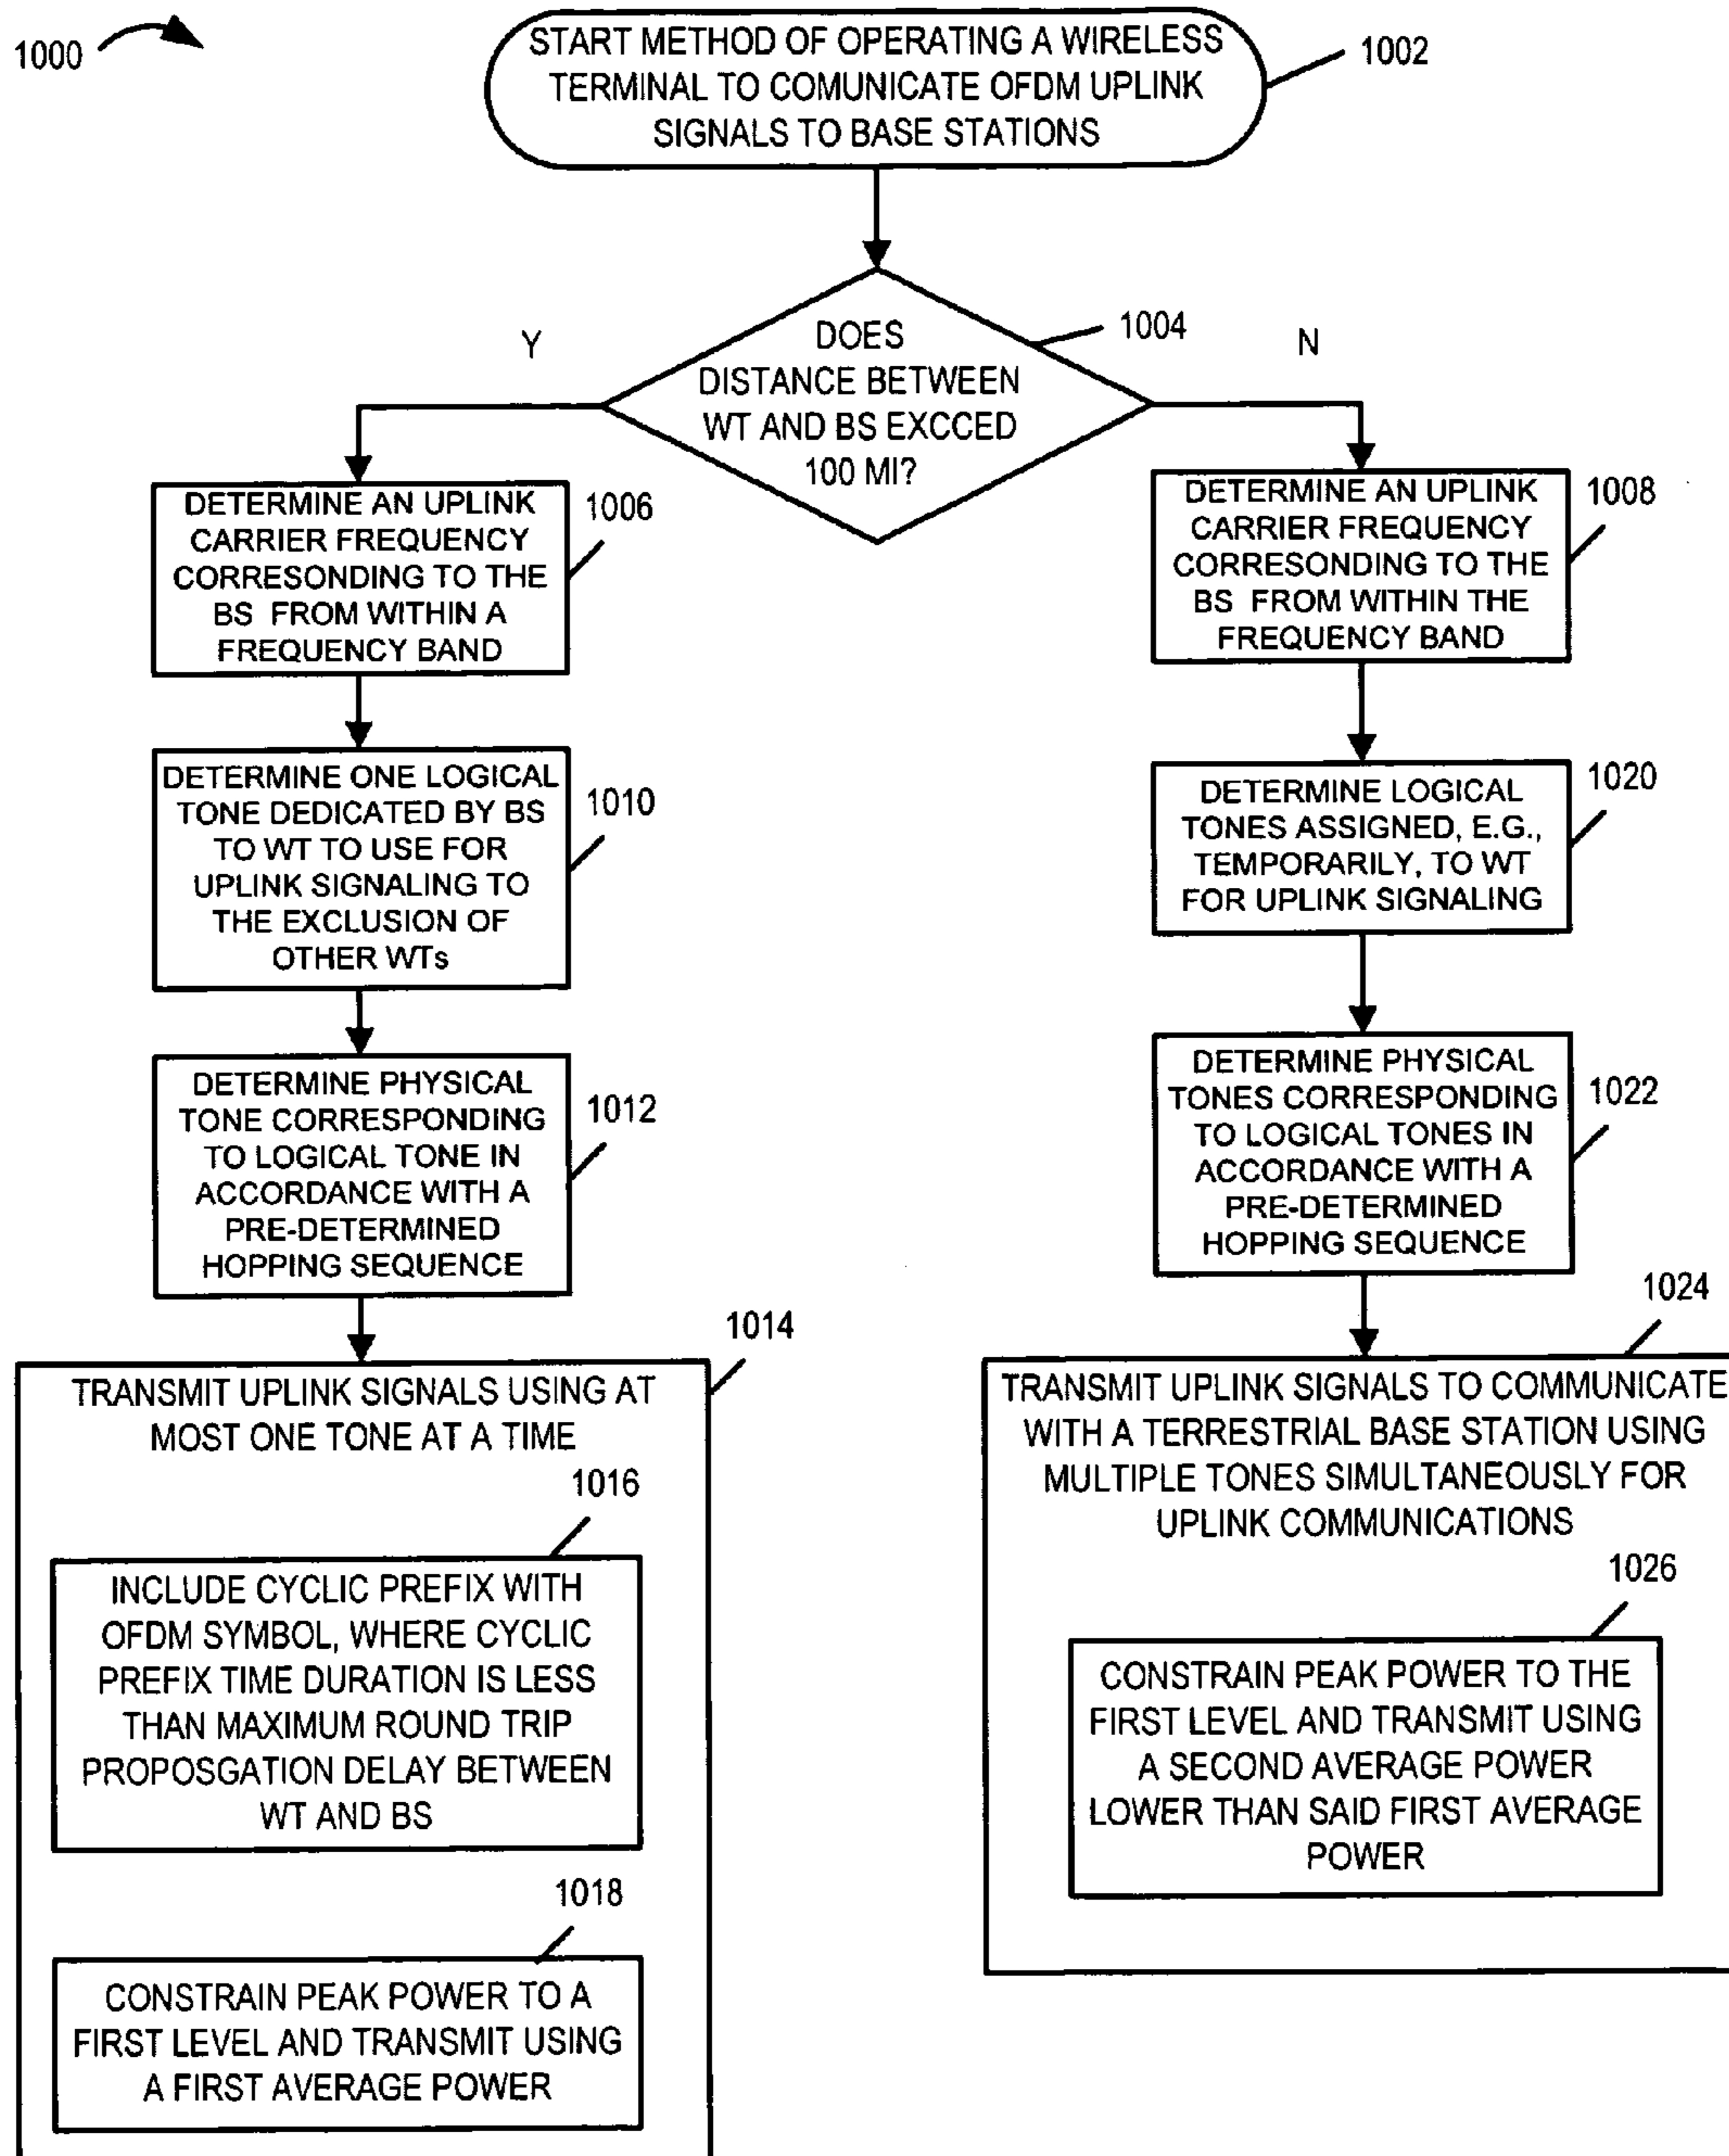 1000
START METHOD OF OPERATING A WIRELESS
TERMINAL TO COMUNICATE OFDM UPLINK
SIGNALS TO BASE STATIONS
1002
DOES
DISTANCE BETWEEN
WT AND BS EXCCED
100 MI?
1004
Y
N
DETERMINE AN UPLINK
CARRIER FREQUENCY
CORRESONDING TO THE
BS FROM WITHIN A
FREQUENCY BAND
1006
DETERMINE AN UPLINK
CARRIER FREQUENCY
CORRESONDING TO THE
BS FROM WITHIN THE
FREQUENCY BAND
1008
DETERMINE ONE LOGICAL
TONE DEDICATED BY BS
TO WT TO USE FOR
UPLINK SIGNALING TO
THE EXCLUSION OF
OTHER WTs
1010
DETERMINE LOGICAL
TONES ASSIGNED, E.G.,
TEMPORARILY, TO WT
FOR UPLINK SIGNALING
1020
DETERMINE PHYSICAL
TONE CORRESPONDING
TO LOGICAL TONE IN
ACCORDANCE WITH A
PRE-DETERMINED
HOPPING SEQUENCE
1012
DETERMINE PHYSICAL
TONES CORRESPONDING
TO LOGICAL TONES IN
ACCORDANCE WITH A
PRE-DETERMINED
HOPPING SEQUENCE
1022
1014
TRANSMIT UPLINK SIGNALS USING AT
MOST ONE TONE AT A TIME
1016
INCLUDE CYCLIC PREFIX WITH
OFDM SYMBOL, WHERE CYCLIC
PREFIX TIME DURATION IS LESS
THAN MAXIMUM ROUND TRIP
PROPOSGATION DELAY BETWEEN
WT AND BS
1018
CONSTRAIN PEAK POWER TO A
FIRST LEVEL AND TRANSMIT USING
A FIRST AVERAGE POWER
1024
TRANSMIT UPLINK SIGNALS TO COMMUNICATE
WITH A TERRESTRIAL BASE STATION USING
MULTIPLE TONES SIMULTANEOUSLY FOR
UPLINK COMMUNICATIONS
1026
CONSTRAIN PEAK POWER TO THE
FIRST LEVEL AND TRANSMIT USING
A SECOND AVERAGE POWER
LOWER THAN SAID FIRST AVERAGE
POWER